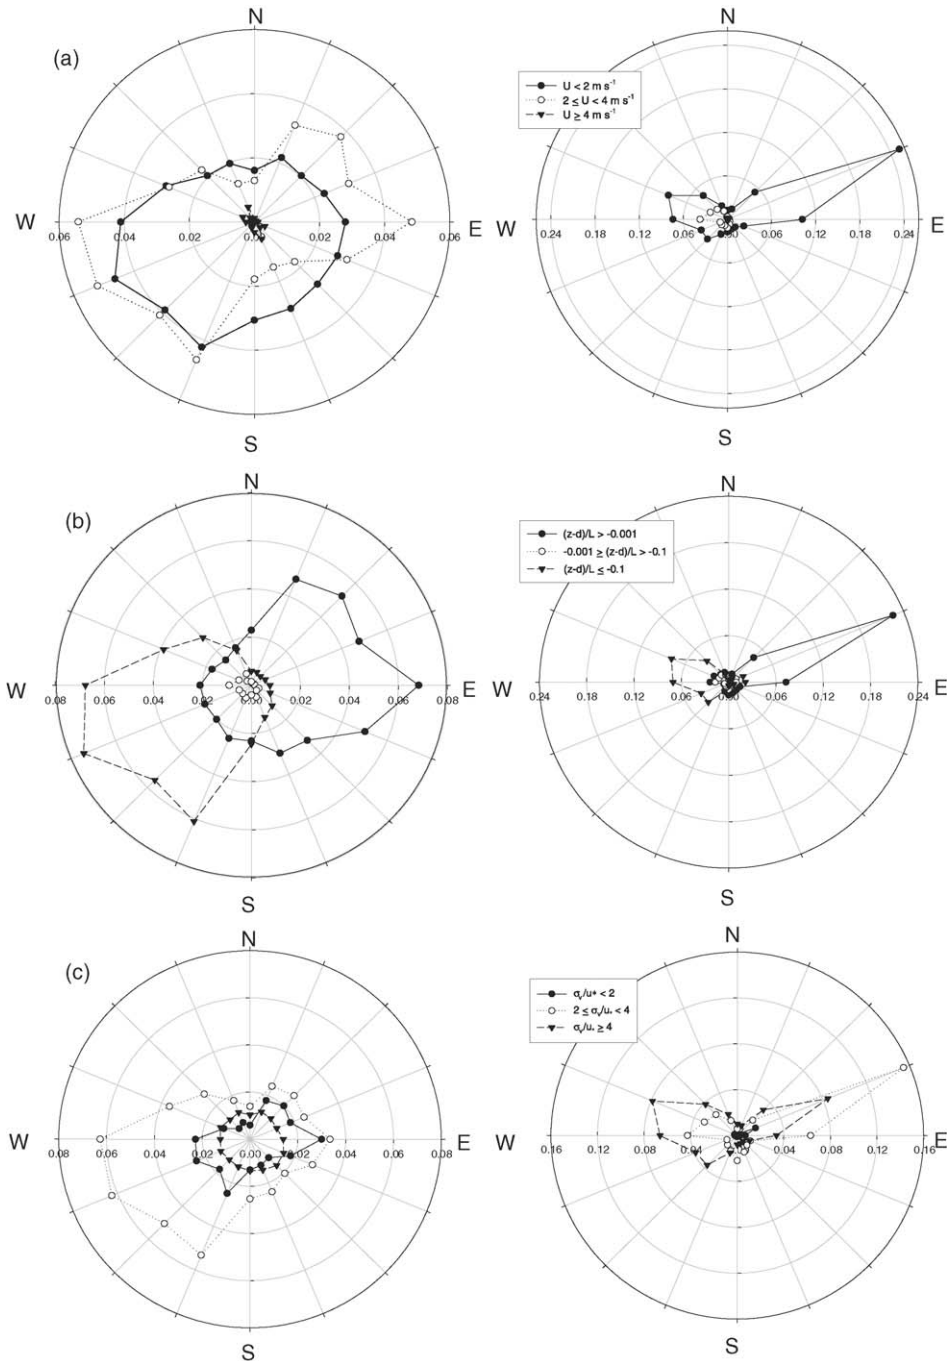 N
(a)
U < 2 m s⁻¹
2 ≤ U < 4 m s⁻¹
U ≥ 4 m s⁻¹
W E
0.06 0.04 0.02 0.00 0.02 0.04 0.06
S
W E
0.24 0.18 0.12 0.06 0.00 0.06 0.12 0.18 0.24
S
N
(b)
(z-d)/L > -0.001
-0.001 ≥ (z-d)/L > -0.1
(z-d)/L ≤ -0.1
W E
0.08 0.06 0.04 0.02 0.00 0.02 0.04 0.06 0.08
S
N
W E
0.24 0.18 0.12 0.06 0.00 0.06 0.12 0.18 0.24
S
N
(c)
σᵥ/u* < 2
2 ≤ σᵥ/u* < 4
σᵥ/u* ≥ 4
W E
0.08 0.06 0.04 0.02 0.00 0.02 0.04 0.06 0.08
S
N
W E
0.16 0.12 0.08 0.04 0.00 0.04 0.08 0.12 0.16
S